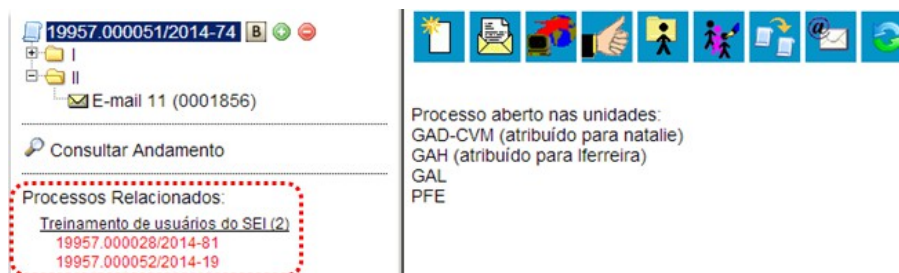 19957.000051/2014-74 B
I
II
E-mail 11 (0001856)
Consultar Andamento
Processos Relacionados:
Treinamento de usuários do SEI (2)
19957.000028/2014-81
19957.000052/2014-19
Processo aberto nas unidades:
GAD-CVM (atribuído para natalie)
GAH (atribuído para lferreira)
GAL
PFE